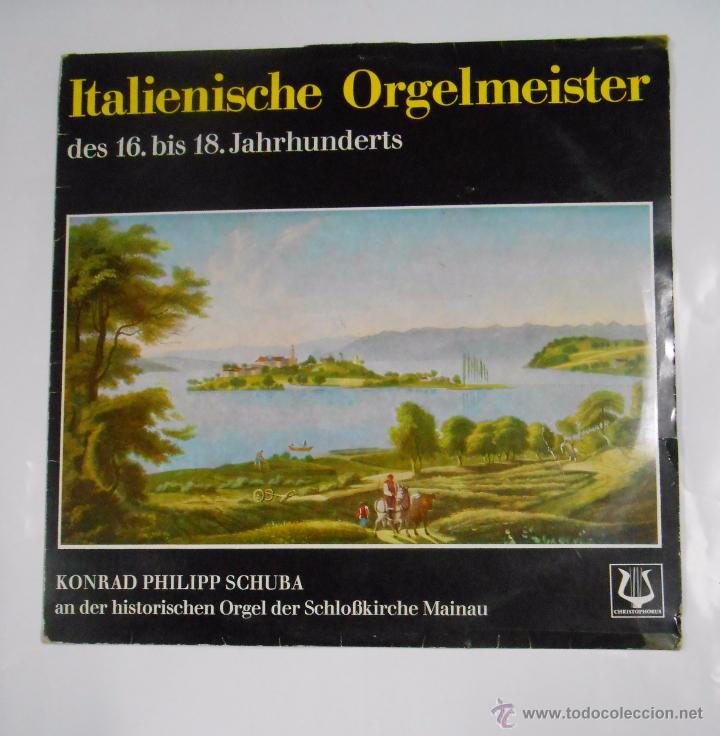 Italienische Orgelmeister
des 16. bis 18. Jahrhunderts
KONRAD PHILIPP SCHUBA
an der historischen Orgel der Schloßkirche Mainau
CHRISTOPHORUS
© www.todocoleccion.net